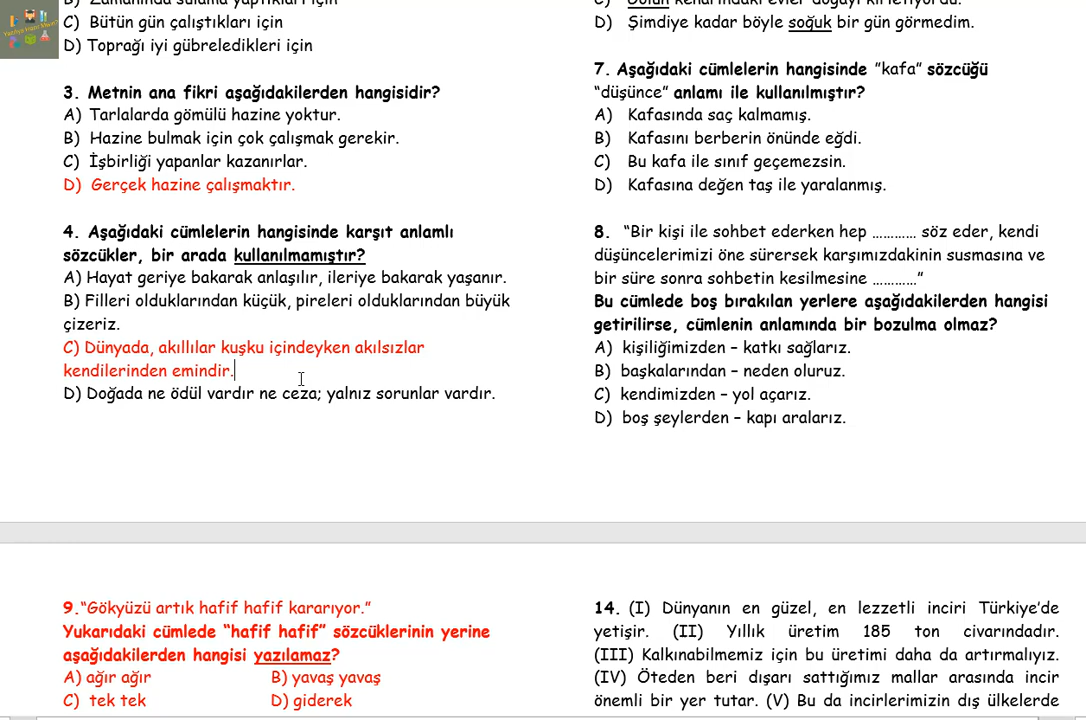 C) Bütün gün çalıştıkları için
D) Toprağı iyi gübreledikleri için
3. Metnin ana fikri aşağıdakilerden hangisidir?
A) Tarlalarda gömülü hazine yoktur.
B) Hazine bulmak için çok çalışmak gerekir.
C) İşbirliği yapanlar kazanırlar.
D) Gerçek hazine çalışmaktır.
4. Aşağıdaki cümlelerin hangisinde karşıt anlamlı
sözcükler, bir arada kullanılmamıştır?
A) Hayat geriye bakarak anlaşılır, ileriye bakarak yaşanır.
B) Filleri olduklarından küçük, pireleri olduklarından büyük
çizeriz.
C) Dünyada, akıllılar kuşku içindeyken akılsızlar
kendilerinden emindir.
D) Doğada ne ödül vardır ne ceza; yalnız sorunlar vardır.
D) Şimdiye kadar böyle soğuk bir gün görmedim.
7. Aşağıdaki cümlelerin hangisinde "kafa" sözcüğü
"düşünce" anlamı ile kullanılmıştır?
A) Kafasında saç kalmamış.
B) Kafasını berberin önünde eğdi.
C) Bu kafa ile sınıf geçemezsin.
D) Kafasına değen taş ile yaralanmış.
8. "Bir kişi ile sohbet ederken hep ………… söz eder, kendi
düşüncelerimizi öne sürersek karşımızdakinin susmasına ve
bir süre sonra sohbetin kesilmesine …………"
Bu cümlede boş bırakılan yerlere aşağıdakilerden hangisi
getirilirse, cümlenin anlamında bir bozulma olmaz?
A) kişiliğimizden – katkı sağlarız.
B) başkalarından – neden oluruz.
C) kendimizden – yol açarız.
D) boş şeylerden – kapı aralarız.
9."Gökyüzü artık hafif hafif kararıyor."
Yukarıdaki cümlede "hafif hafif" sözcüklerinin yerine
aşağıdakilerden hangisi yazılamaz?
A) ağır ağır B) yavaş yavaş
C) tek tek D) giderek
14. (I) Dünyanın en güzel, en lezzetli inciri Türkiye'de
yetişir. (II) Yıllık üretim 185 ton civarındadır.
(III) Kalkınabilmemiz için bu üretimi daha da artırmalıyız.
(IV) Öteden beri dışarı sattığımız mallar arasında incir
önemli bir yer tutar. (V) Bu da incirlerimizin dış ülkelerde